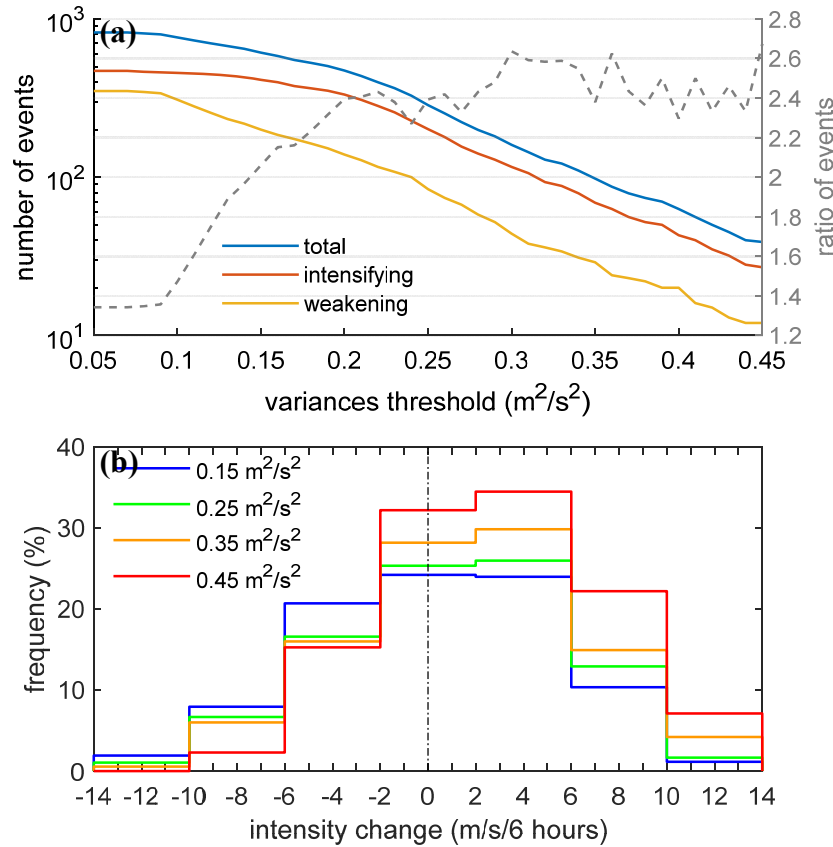 (a)
10³
10²
10¹
number of events
2.8
2.6
2.4
2.2
2
1.8
1.6
1.4
1.2
ratio of events
total
intensifying
weakening
0.05 0.1 0.15 0.2 0.25 0.3 0.35 0.4 0.45
variances threshold (m²/s²)
(b)
0.15 m²/s²
0.25 m²/s²
0.35 m²/s²
0.45 m²/s²
40
30
20
10
0
frequency (%)
-14 -12 -10 -8 -6 -4 -2 0 2 4 6 8 10 12 14
intensity change (m/s/6 hours)